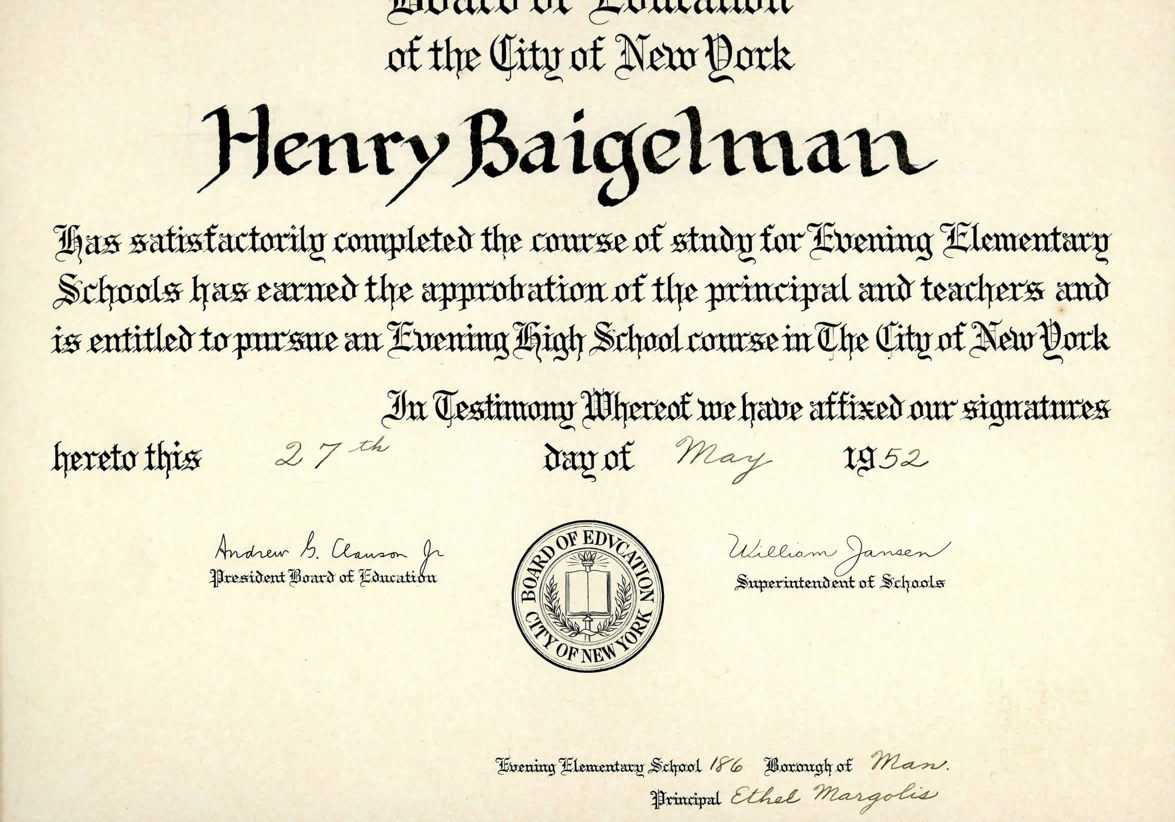 Board of Education
of the City of New York
Henry Baigelman
Has satisfactorily completed the course of study for Evening Elementary
Schools has earned the approbation of the principal and teachers and
is entitled to pursue an Evening High School course in The City of New York
In Testimony Whereof we have affixed our signatures
hereto this 27th day of May 1952
Andrew G. Clauson Jr William Jansen
President Board of Education Superintendent of Schools
BOARD OF EDVCATION
CITY OF NEW YORK
Evening Elementary School 186 Borough of Man.
Principal Ethel Margolis